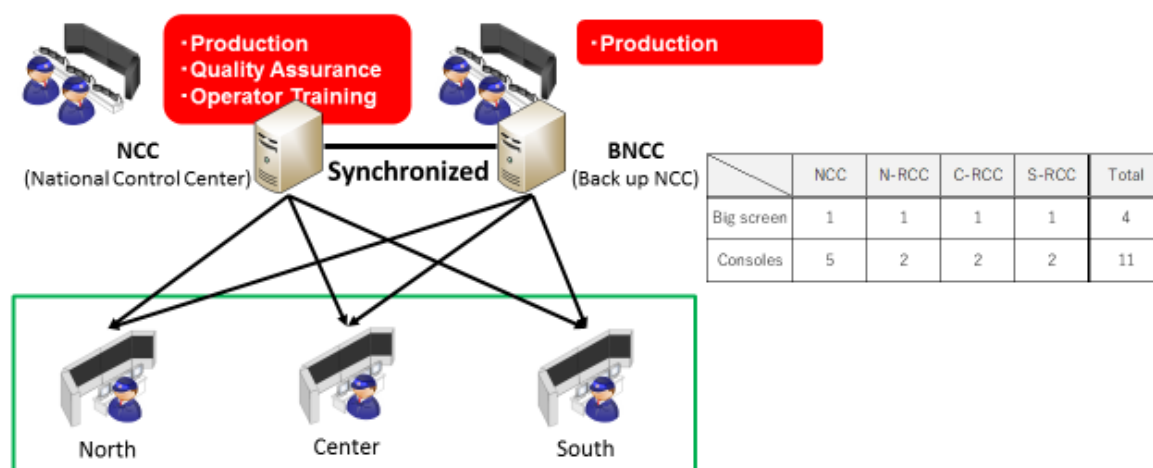 ・Production
・Quality Assurance
・Operator Training
・Production
NCC
(National Control Center)
Synchronized
BNCC
(Back up NCC)
NCC N-RCC C-RCC S-RCC Total
Big screen 1 1 1 1 4
Consoles 5 2 2 2 11
North
Center
South